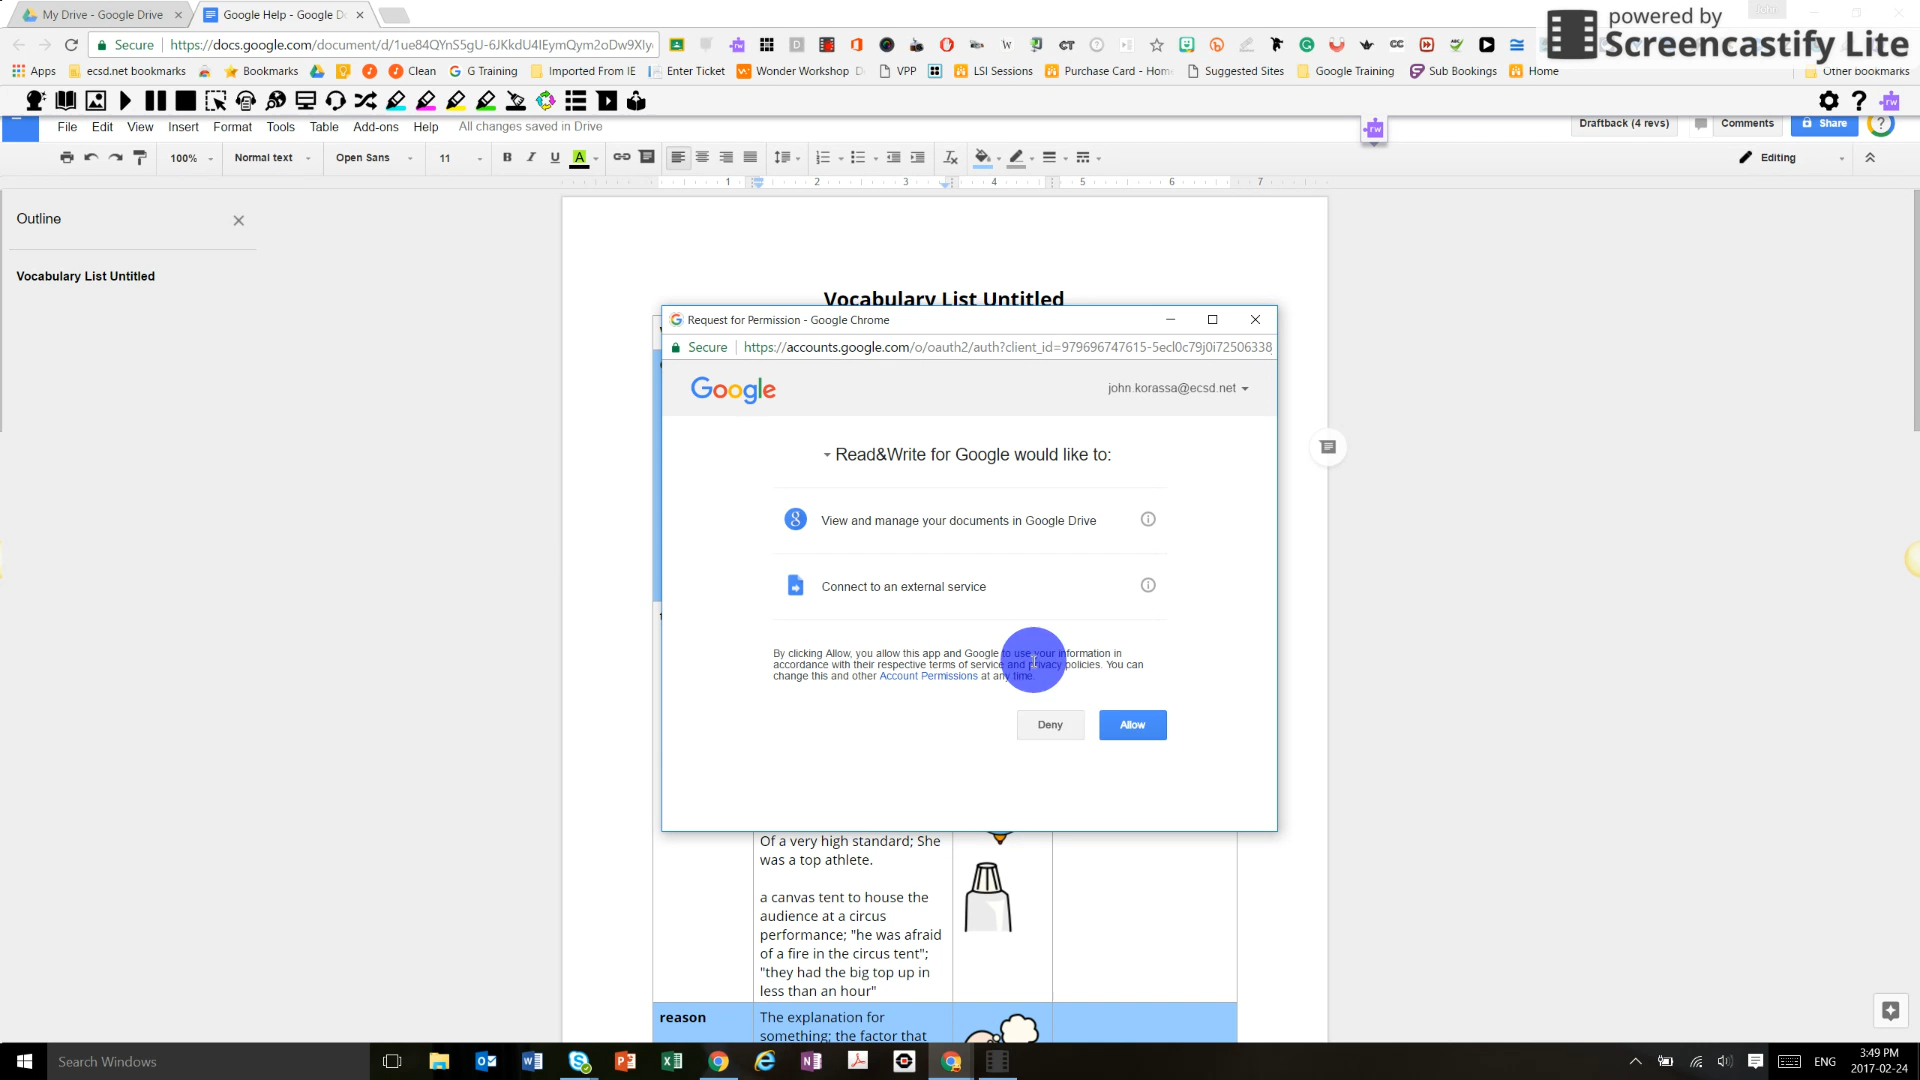 My Drive - Google Drive
Google Help - Google D
powered by
Screencastify Lite
Secure
https://docs.google.com/document/d/1ue84QYnS5gU-6JKkdU4IEymQym2oDw9Xly
Apps
ecsd.net bookmarks
Bookmarks
Clean
G Training
Imported From IE
Enter Ticket
Wonder Workshop D
VPP
LSI Sessions
Purchase Card - Home
Suggested Sites
Google Training
Sub Bookings
Home
Other bookmarks
File Edit View Insert Format Tools Table Add-ons Help All changes saved in Drive
Draftback (4 revs)
Comments
Share
100%
Normal text
Open Sans
11
B I U A
Editing
1 2 3 4 5 6 7
Outline
Vocabulary List Untitled
Vocabulary List Untitled
Request for Permission - Google Chrome
Secure
https://accounts.google.com/o/oauth2/auth?client_id=979696747615-5ecl0c79j0i72506338
Google
john.korassa@ecsd.net
Read&Write for Google would like to:
View and manage your documents in Google Drive
Connect to an external service
By clicking Allow, you allow this app and Google to use your information in
accordance with their respective terms of service and privacy policies. You can
change this and other Account Permissions at any time.
Deny
Allow
Of a very high standard; She
was a top athlete.
a canvas tent to house the
audience at a circus
performance; "he was afraid
of a fire in the circus tent";
"they had the big top up in
less than an hour"
reason
The explanation for
something; the factor that
Search Windows
ENG
3:49 PM
2017-02-24